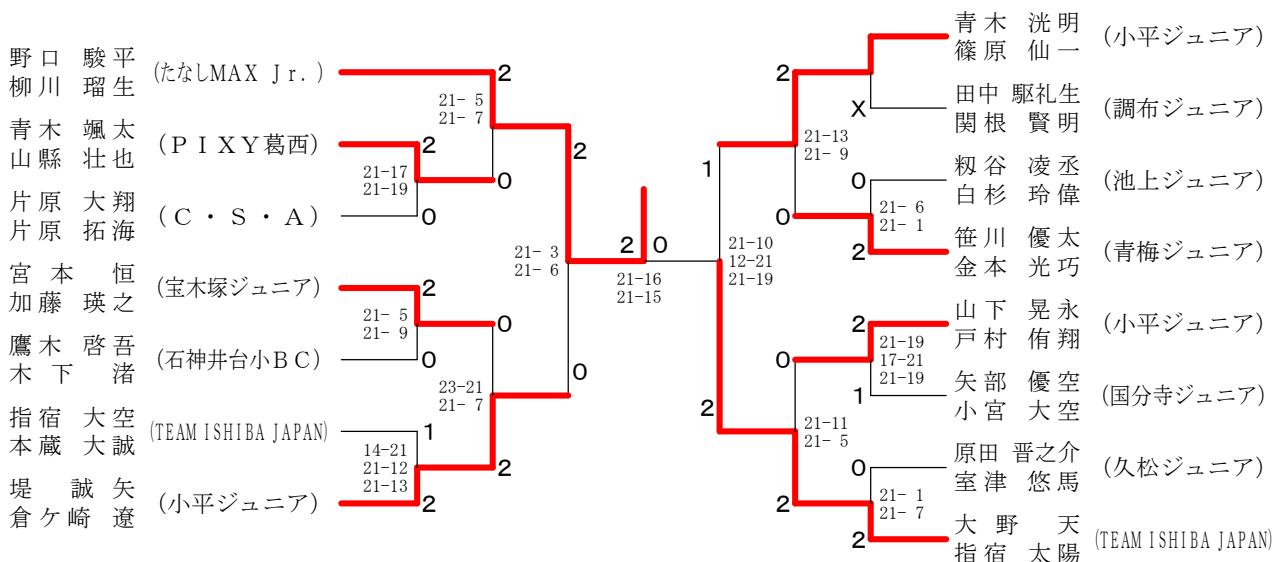 野口 駿平
柳川 瑠生
(たなしMAX Jr.)
青木 颯太
山縣 壮也
(PIXY葛西)
片原 大翔
片原 拓海
(C・S・A)
宮本 恒
加藤 瑛之
(宝木塚ジュニア)
鷹木 啓吾
木下 渚
(石神井台小BC)
指宿 大空
本蔵 大誠
(TEAM ISHIBA JAPAN)
堤 誠矢
倉ケ崎 遼
(小平ジュニア)
2
21- 5
21- 7
2
21-17
21-19
0
0
2
21- 3
21- 6
2
21- 5
21- 9
0
0
0
23-21
21- 7
1
14-21
21-12
21-13
2
2
2 0
21-16
21-15
1
21-10
12-21
21-19
2
2
X
21-13
21- 9
0
0
21- 6
21- 1
2
2
0
21-19
17-21
21-19
1
21-11
21- 5
0
2
21- 1
21- 7
2
青木 洸明
篠原 仙一
(小平ジュニア)
田中 駆礼生
関根 賢明
(調布ジュニア)
籾谷 凌丞
白杉 玲偉
(池上ジュニア)
笹川 優太
金本 光巧
(青梅ジュニア)
山下 晃永
戸村 侑翔
(小平ジュニア)
矢部 優空
小宮 大空
(国分寺ジュニア)
原田 晋之介
室津 悠馬
(久松ジュニア)
大野 天
指宿 太陽
(TEAM ISHIBA JAPAN)